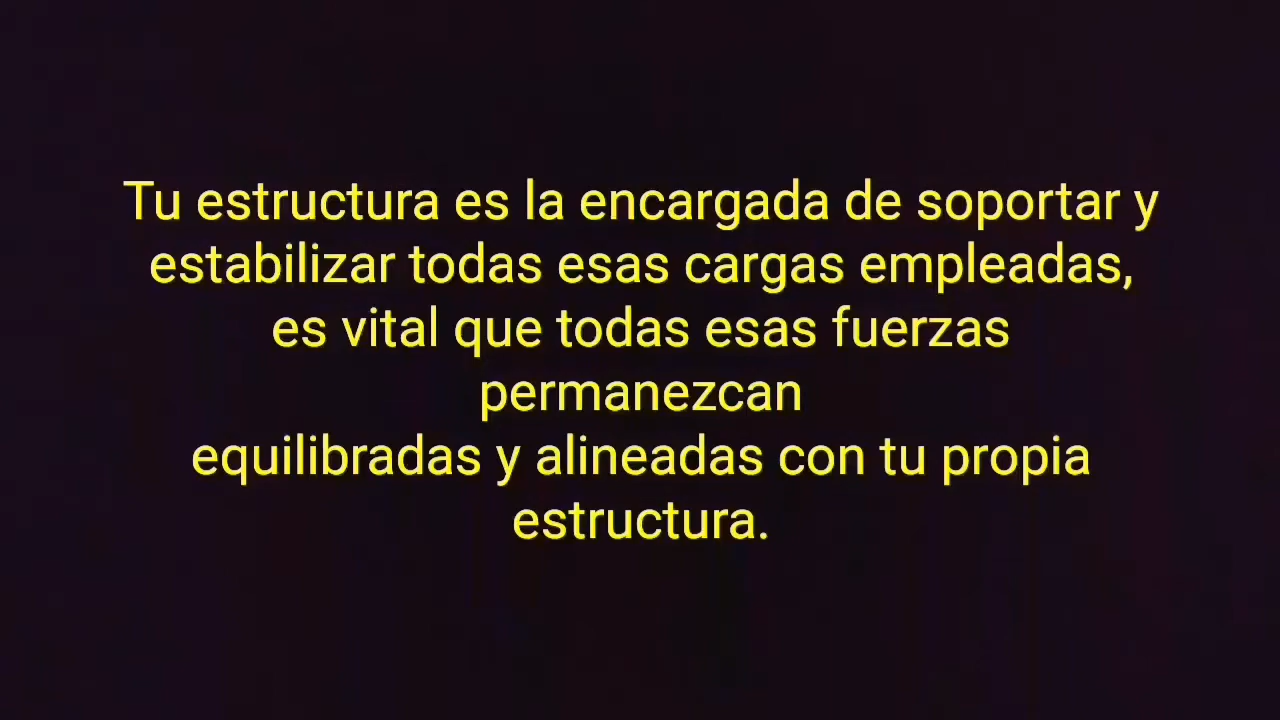 Tu estructura es la encargada de soportar y
estabilizar todas esas cargas empleadas,
es vital que todas esas fuerzas
permanezcan
equilibradas y alineadas con tu propia
estructura.